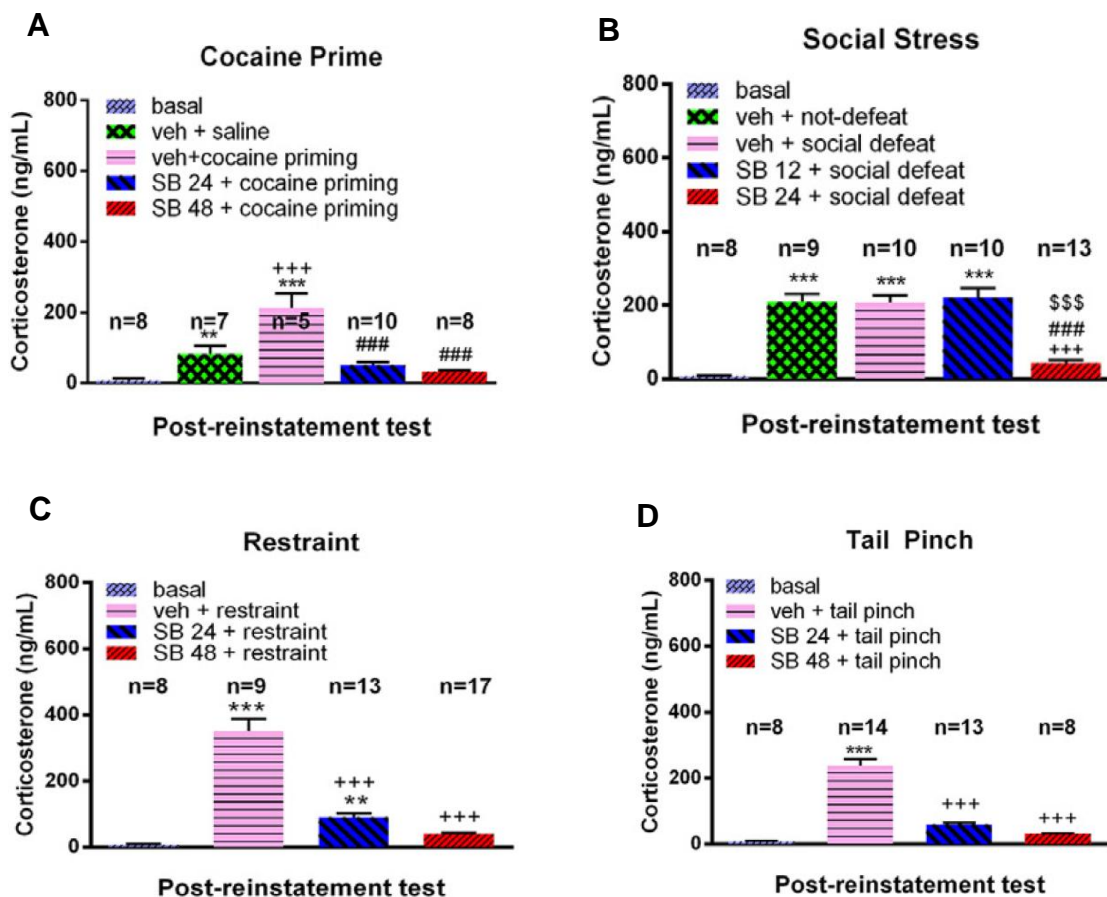 A
Cocaine Prime
800
600
400
200
0
Corticosterone (ng/mL)
basal
veh + saline
veh+cocaine priming
SB 24 + cocaine priming
SB 48 + cocaine priming
n=8
n=7
n=5
n=10
n=8
**
+++
***
###
###
Post-reinstatement test
B
Social Stress
800
600
400
200
0
Corticosterone (ng/mL)
basal
veh + not-defeat
veh + social defeat
SB 12 + social defeat
SB 24 + social defeat
n=8
n=9
n=10
n=10
n=13
***
***
***
$$$
###
+++
Post-reinstatement test
C
Restraint
800
600
400
200
0
Corticosterone (ng/mL)
basal
veh + restraint
SB 24 + restraint
SB 48 + restraint
n=8
n=9
n=13
n=17
***
+++
**
+++
Post-reinstatement test
D
Tail Pinch
800
600
400
200
0
Corticosterone (ng/mL)
basal
veh + tail pinch
SB 24 + tail pinch
SB 48 + tail pinch
n=8
n=14
n=13
n=8
***
+++
+++
Post-reinstatement test